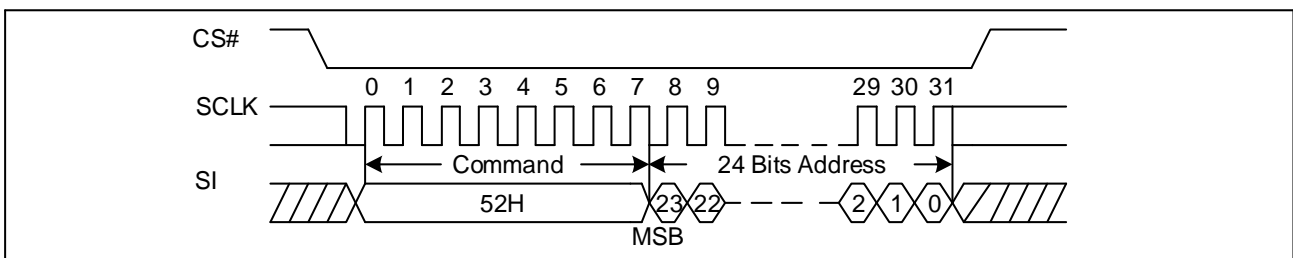 CS#
0 1 2 3 4 5 6 7 8 9 29 30 31
SCLK
Command 24 Bits Address
SI
52H 23 22 2 1 0
MSB